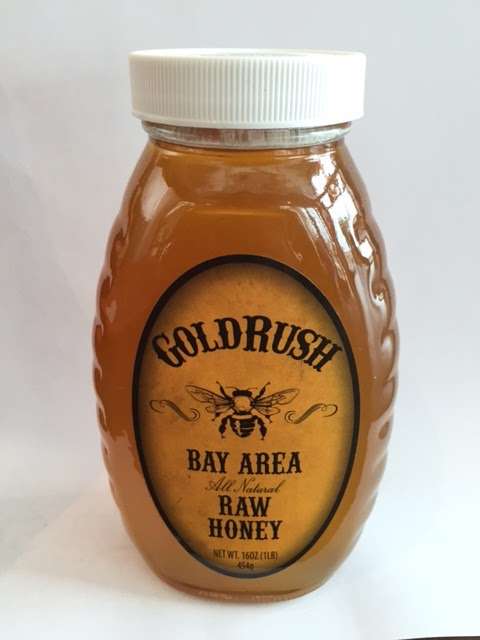 GOLDRUSH
BAY AREA
All Natural
RAW
HONEY
NET WT. 16OZ (1LB)
454g